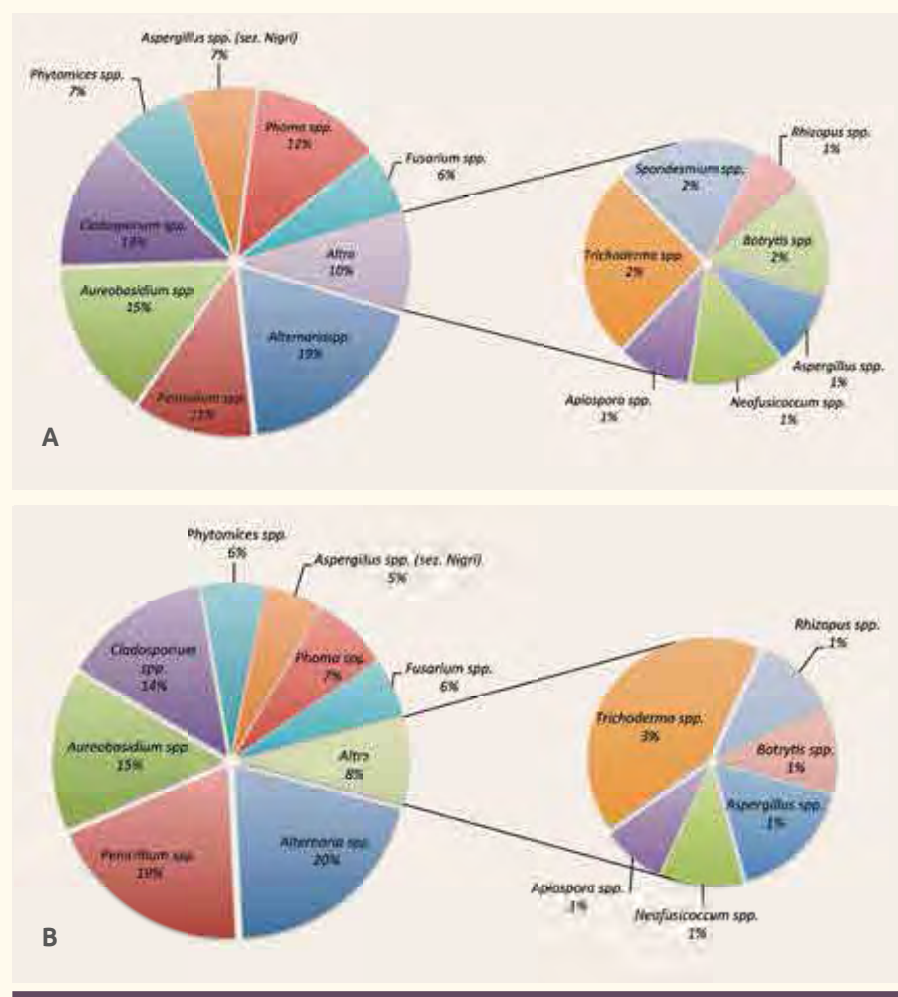 Aspergillus spp. (sez. Nigri)
7%
Phytomices spp.
7%
Phoma spp.
12%
Fusarium spp.
6%
Altro
10%
Alternaria spp.
19%
Penicillium spp.
Aureobasidium spp
15%
Cladosporium spp.
Spondesmium spp.
2%
Rhizopus spp.
1%
Botrytis spp.
2%
Aspergillus spp.
1%
Neofusicoccum spp.
1%
Apiospora spp.
1%
Trichoderma spp.
2%
A
Phytomices spp.
6%
Aspergillus spp. (sez. Nigri)
5%
Phoma spp.
7%
Fusarium spp.
6%
Altro
8%
Alternaria spp.
20%
Penicillium spp.
19%
Aureobasidium spp
15%
Cladosporium
spp.
14%
Rhizopus spp.
1%
Botrytis spp.
1%
Aspergillus spp.
1%
Neofusicoccum spp.
1%
Apiospora spp.
1%
Trichoderma spp.
3%
B